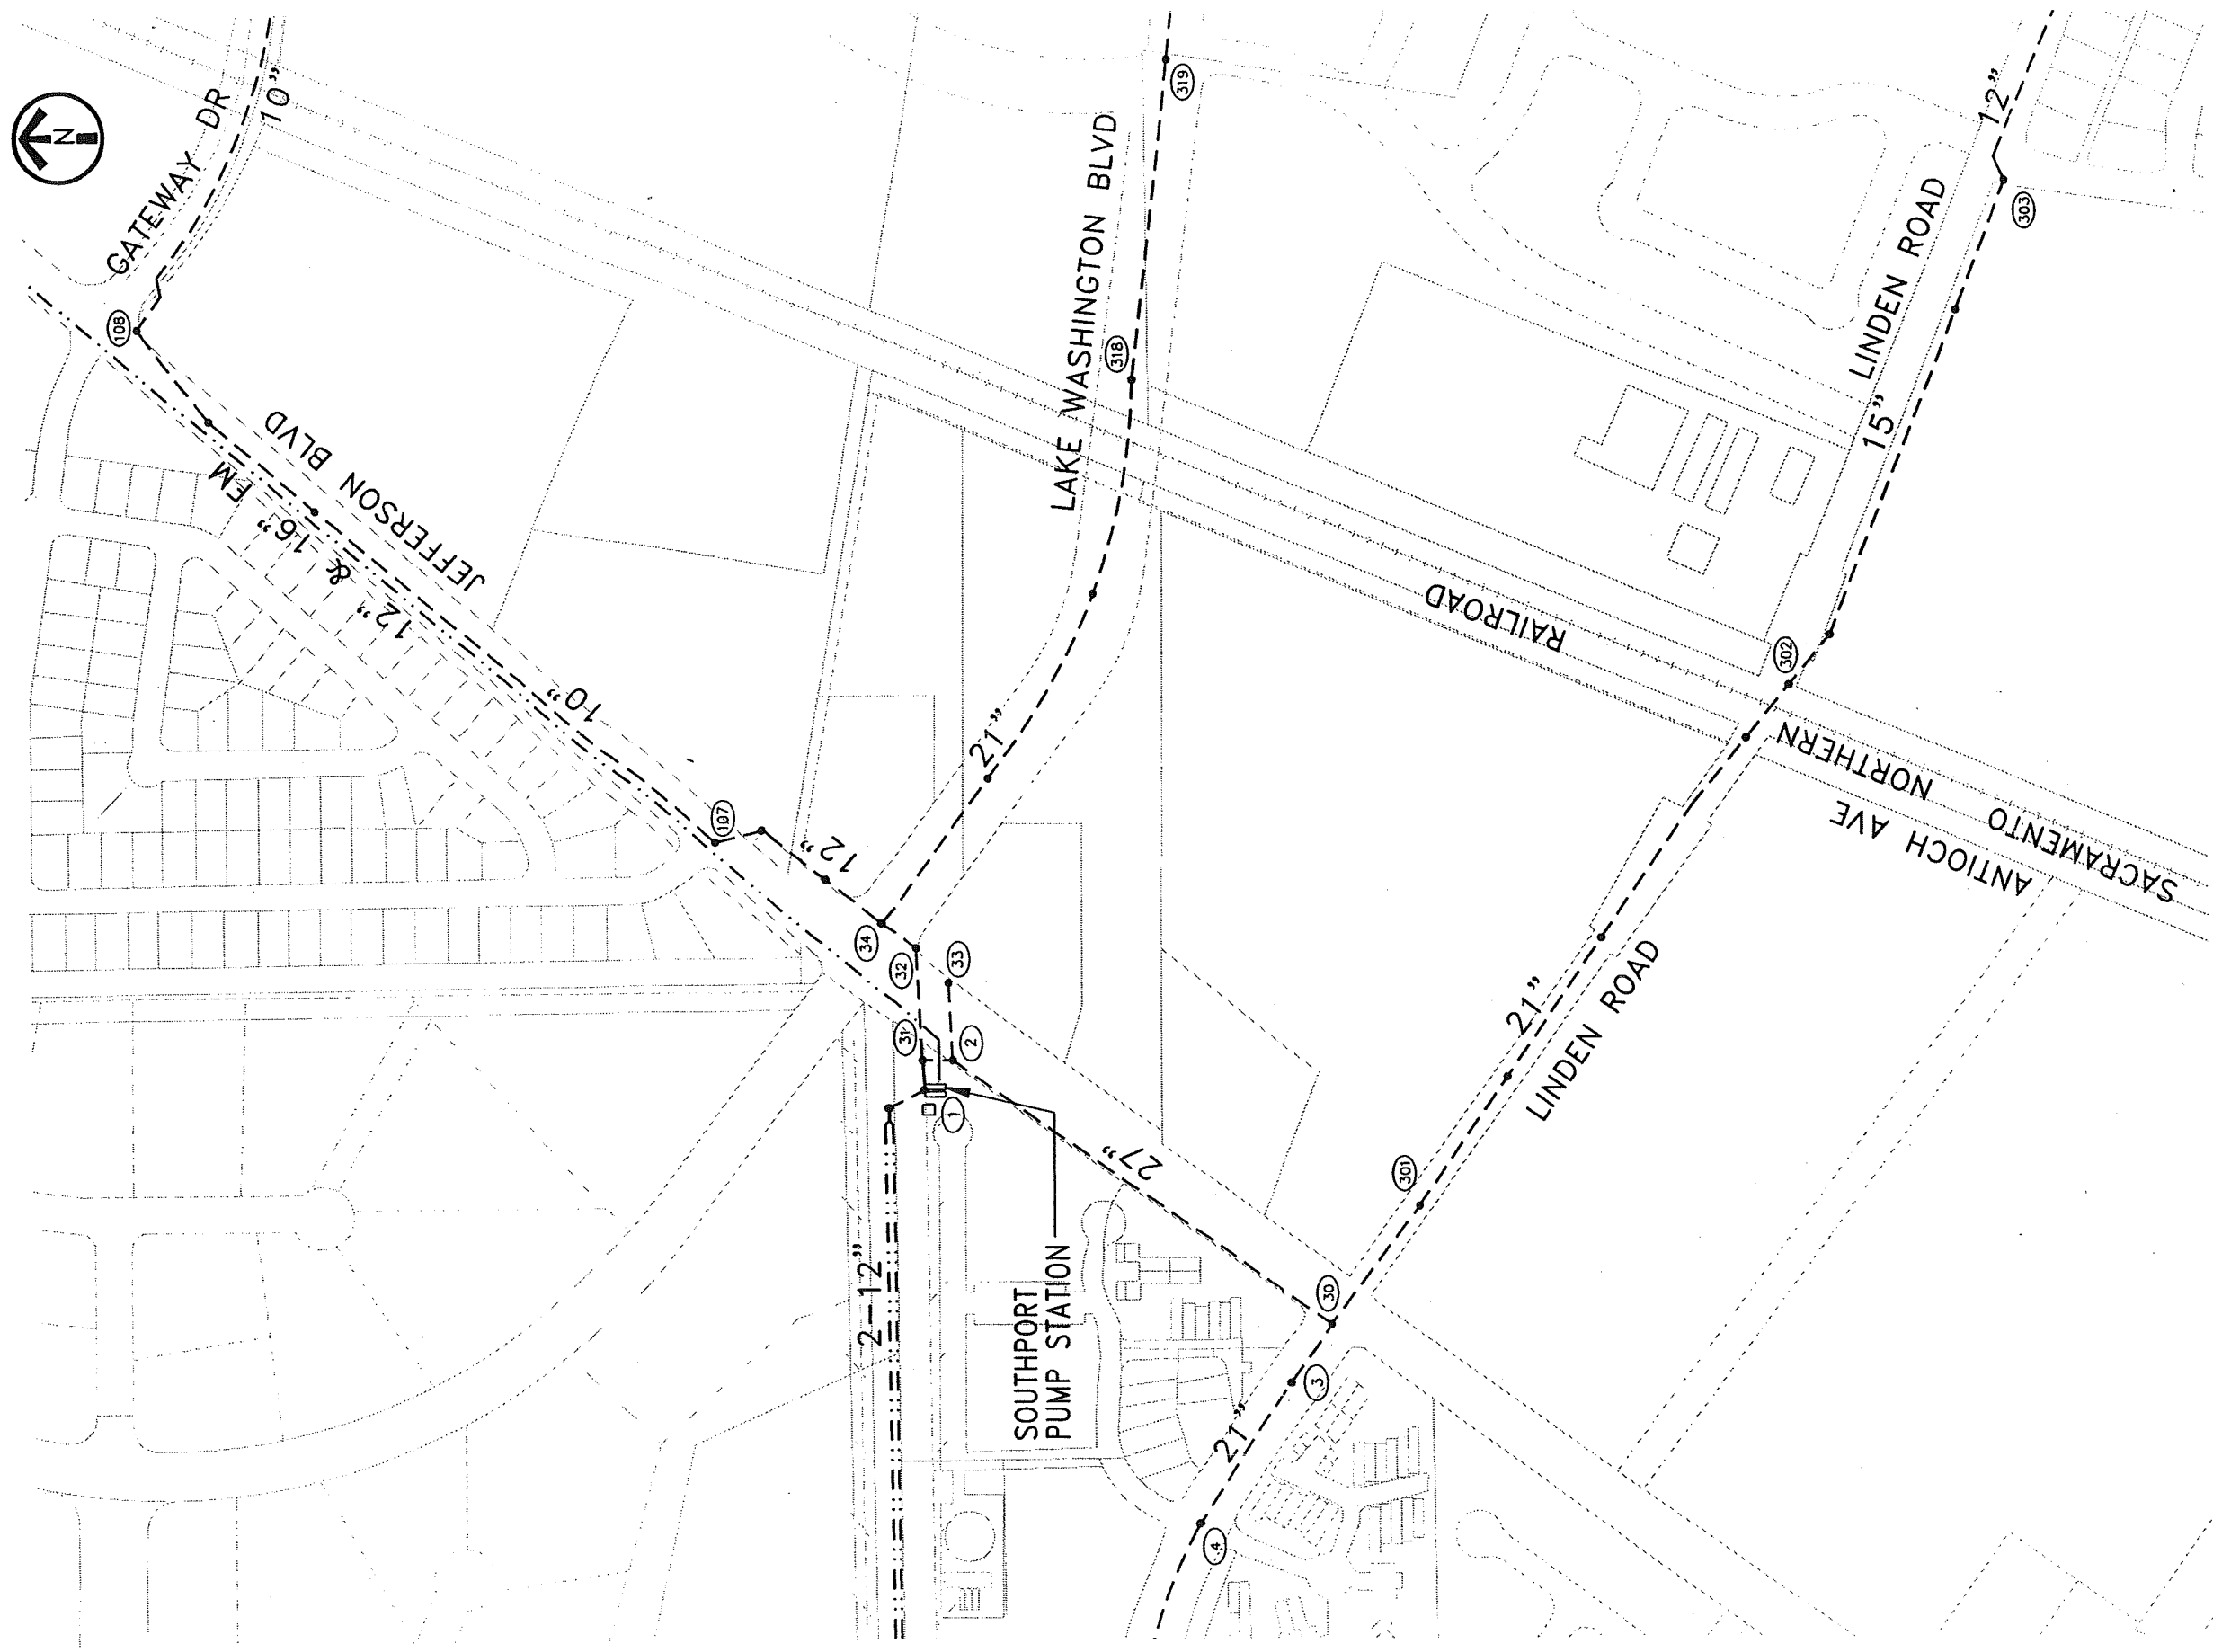 N
GATEWAY DR
10"
108
JEFFERSON BLVD
12" & 16" FM
10"
107
12"
34
32
33
31
2
1
2-12"
SOUTHPORT
PUMP STATION
27"
LAKE WASHINGTON BLVD
319
318
21"
LINDEN ROAD
12"
303
15"
302
SACRAMENTO NORTHERN RAILROAD
ANTIOCH AVE
21"
LINDEN ROAD
301
30
3
21"
4